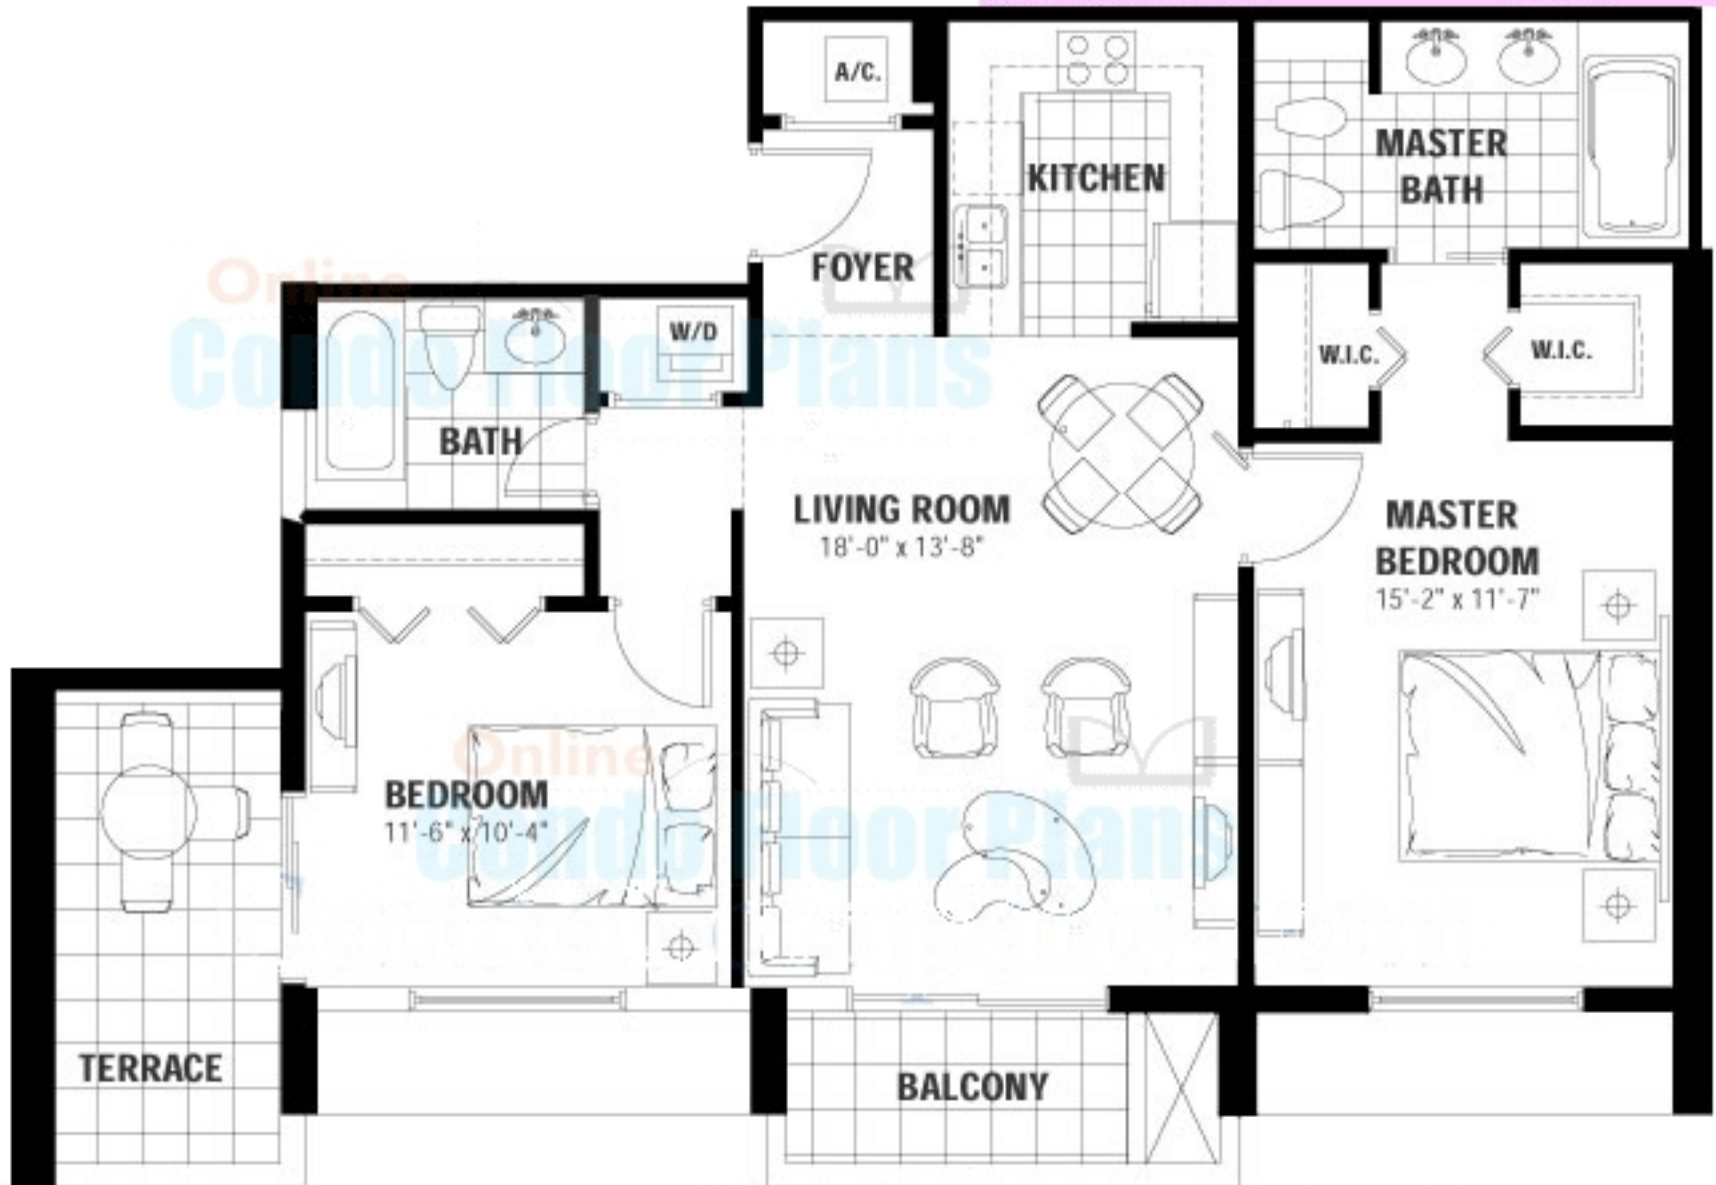 A/C.
KITCHEN
MASTER
BATH
FOYER
Online
Condo Floor Plans
W/D
W.I.C.
W.I.C.
BATH
LIVING ROOM
18'-0" x 13'-8"
MASTER
BEDROOM
15'-2" x 11'-7"
Online
Condo Floor Plans
BEDROOM
11'-6" x 10'-4"
TERRACE
BALCONY